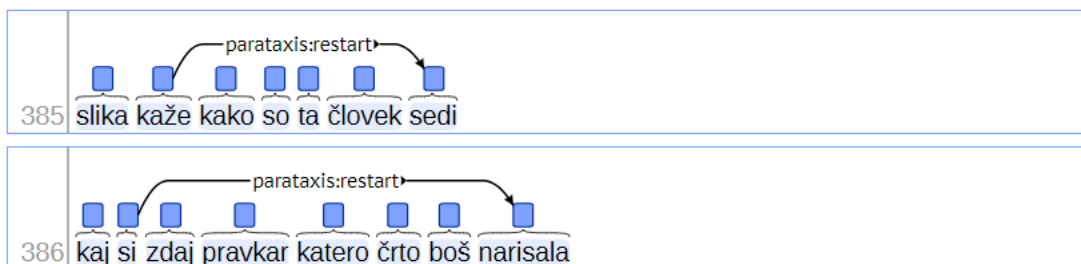 parataxis:restart
385 slika kaže kako so ta človek sedi
parataxis:restart
386 kaj si zdaj pravkar katero črto boš narisala